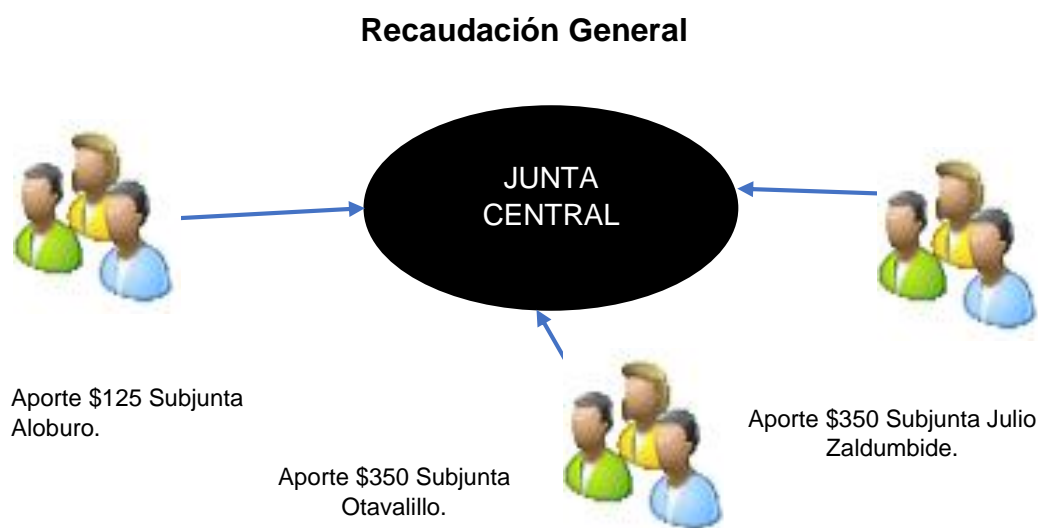 Recaudación General
JUNTA
CENTRAL
Aporte $125 Subjunta
Aloburo.
Aporte $350 Subjunta
Otavalillo.
Aporte $350 Subjunta Julio
Zaldumbide.